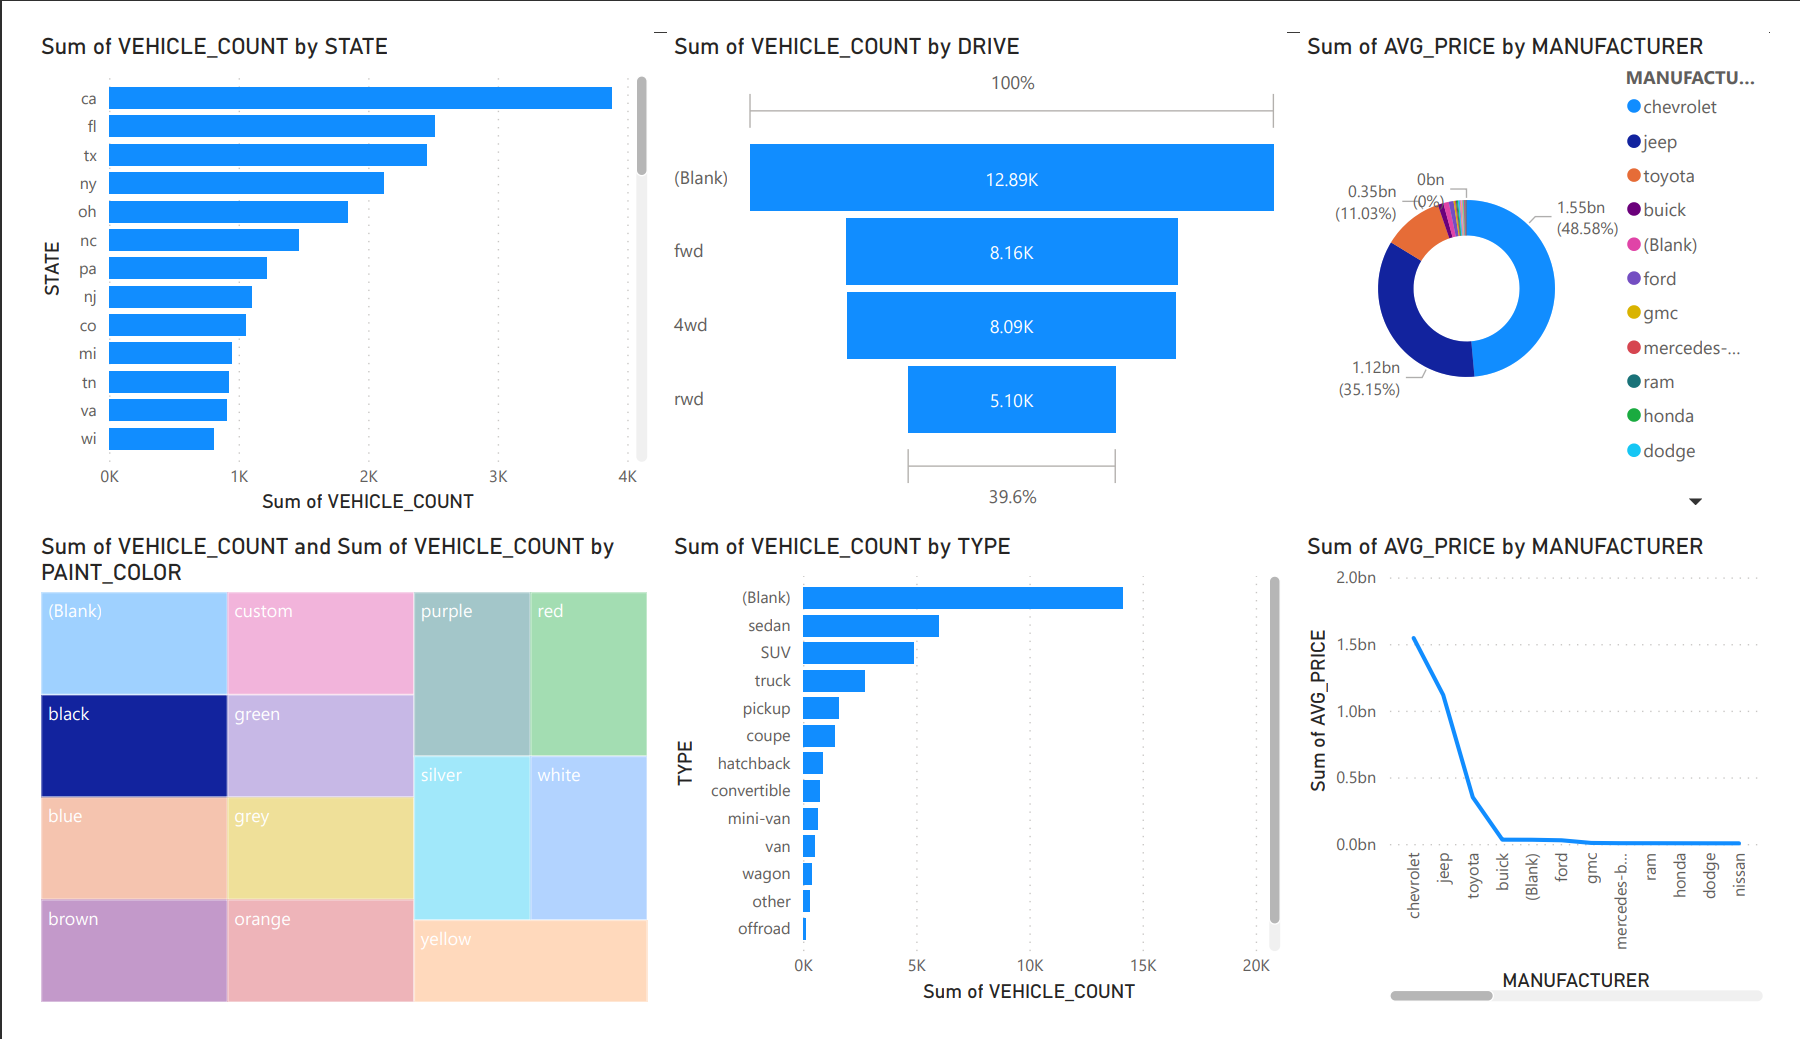 Sum of VEHICLE_COUNT by STATE
ca
fl
tx
ny
oh
nc
pa
nj
co
mi
tn
va
wi
STATE
0K 1K 2K 3K 4K
Sum of VEHICLE_COUNT
Sum of VEHICLE_COUNT by DRIVE
100%
(Blank) 12.89K
fwd 8.16K
4wd 8.09K
rwd 5.10K
39.6%
Sum of AVG_PRICE by MANUFACTURER
MANUFACTU...
chevrolet
jeep
toyota
buick
(Blank)
ford
gmc
mercedes-...
ram
honda
dodge
0bn
(0%)
0.35bn
(11.03%)
1.55bn
(48.58%)
1.12bn
(35.15%)
Sum of VEHICLE_COUNT and Sum of VEHICLE_COUNT by
PAINT_COLOR
(Blank) custom purple red
black green
silver white
blue grey
brown orange
yellow
Sum of VEHICLE_COUNT by TYPE
(Blank)
sedan
SUV
truck
pickup
coupe
hatchback
convertible
mini-van
van
wagon
other
offroad
TYPE
0K 5K 10K 15K 20K
Sum of VEHICLE_COUNT
Sum of AVG_PRICE by MANUFACTURER
2.0bn
1.5bn
1.0bn
0.5bn
0.0bn
Sum of AVG_PRICE
chevrolet
jeep
toyota
buick
(Blank)
ford
gmc
mercedes-b...
ram
honda
dodge
nissan
MANUFACTURER